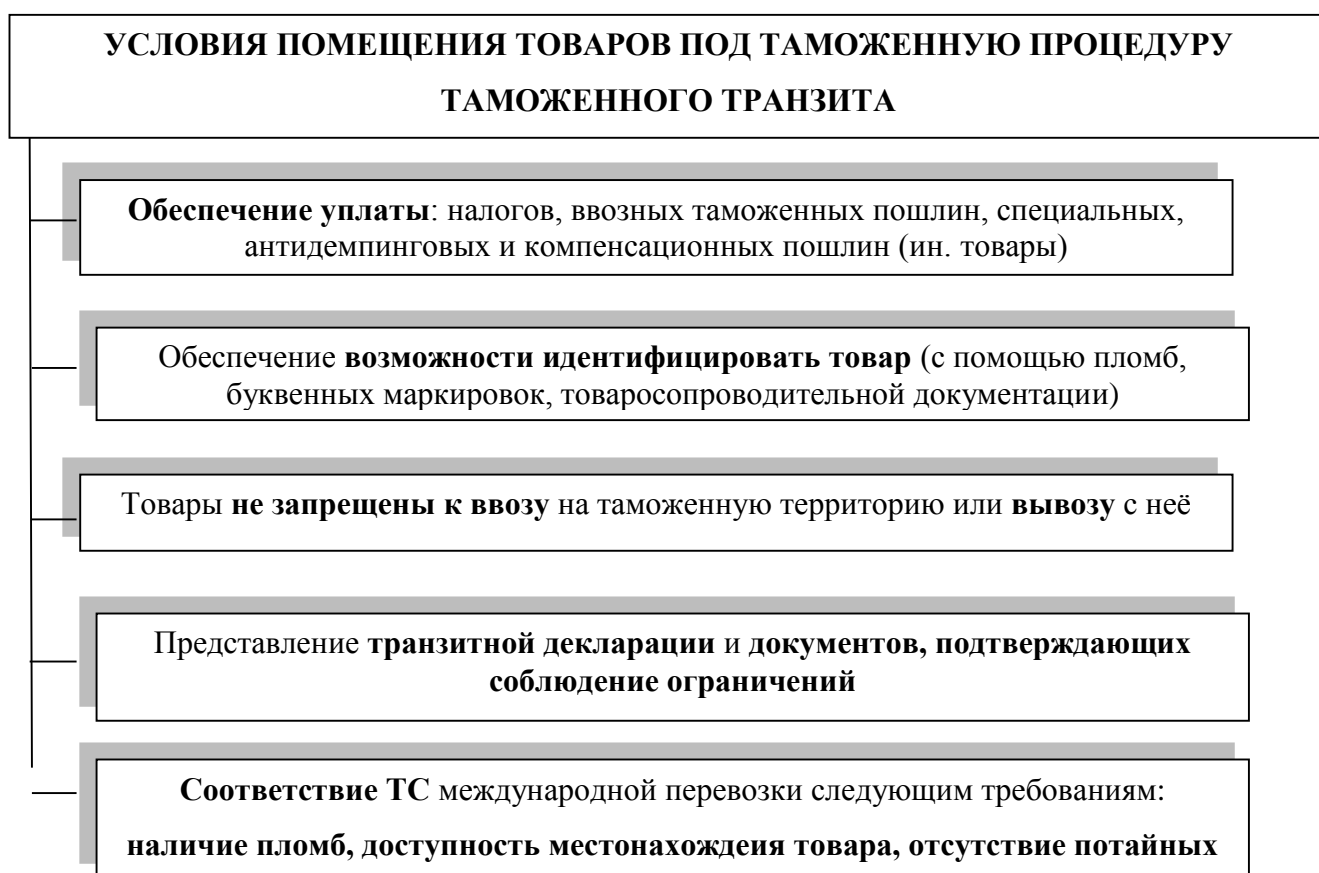 УСЛОВИЯ ПОМЕЩЕНИЯ ТОВАРОВ ПОД ТАМОЖЕННУЮ ПРОЦЕДУРУ
ТАМОЖЕННОГО ТРАНЗИТА
Обеспечение уплаты: налогов, ввозных таможенных пошлин, специальных,
антидемпинговых и компенсационных пошлин (ин. товары)
Обеспечение возможности идентифицировать товар (с помощью пломб,
буквенных маркировок, товаросопроводительной документации)
Товары не запрещены к ввозу на таможенную территорию или вывозу с неё
Представление транзитной декларации и документов, подтверждающих
соблюдение ограничений
Соответствие ТС международной перевозки следующим требованиям:
наличие пломб, доступность местонахождеия товара, отсутствие потайных